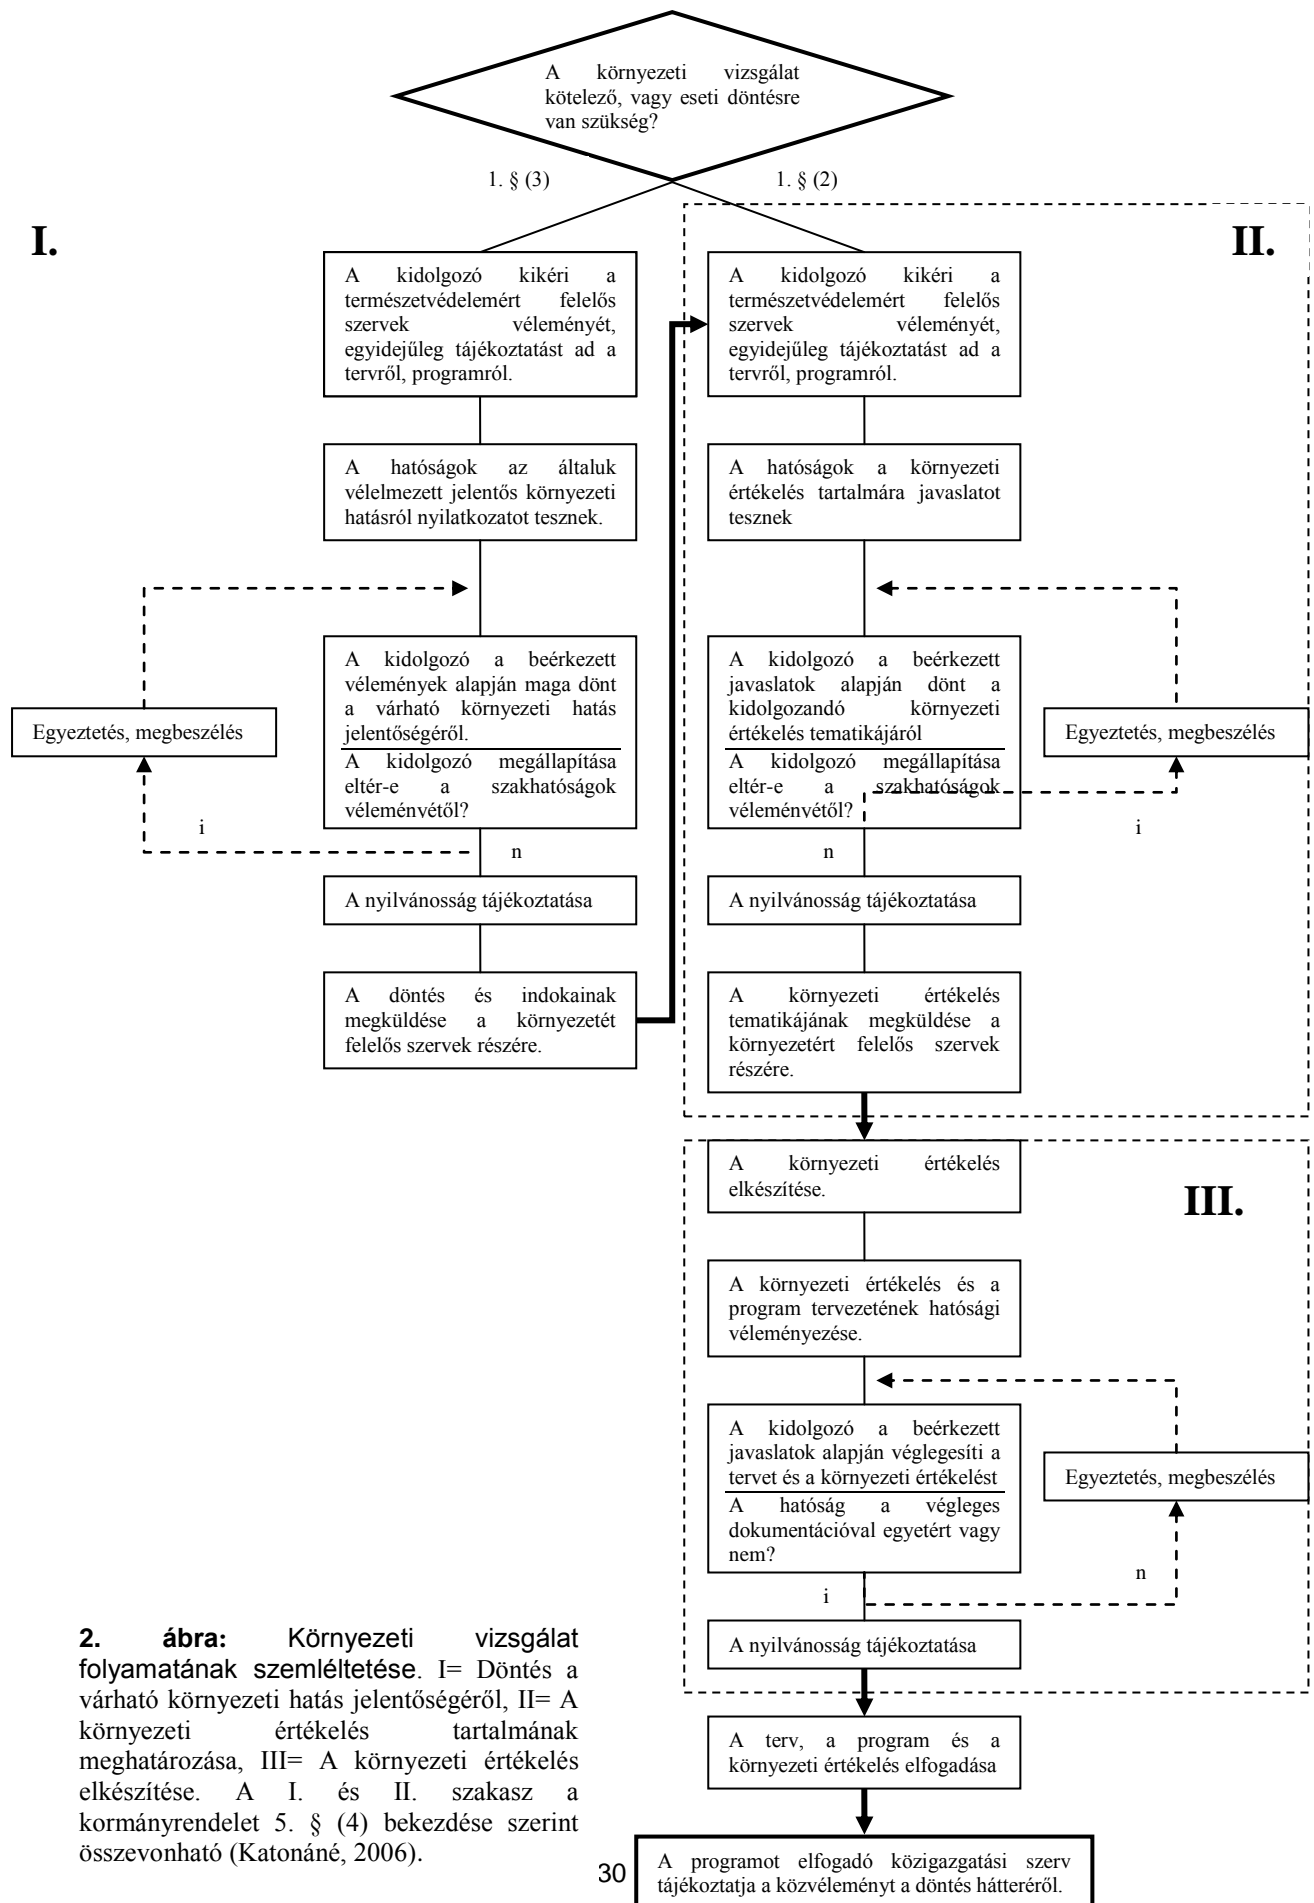 A környezeti vizsgálat
kötelező, vagy eseti döntésre
van szükség?
1. § (3)
1. § (2)
I.
II.
A kidolgozó kikéri a
természetvédelemért felelős
szervek véleményét,
egyidejűleg tájékoztatást ad a
tervről, programról.
A kidolgozó kikéri a
természetvédelemért felelős
szervek véleményét,
egyidejűleg tájékoztatást ad a
tervről, programról.
A hatóságok az általuk
vélelmezett jelentős környezeti
hatásról nyilatkozatot tesznek.
A hatóságok a környezeti
értékelés tartalmára javaslatot
tesznek
A kidolgozó a beérkezett
vélemények alapján maga dönt
a várható környezeti hatás
jelentőségéről.
A kidolgozó megállapítása
eltér-e a szakhatóságok
véleményétől?
Egyeztetés, megbeszélés
i
n
A kidolgozó a beérkezett
javaslatok alapján dönt a
kidolgozandó környezeti
értékelés tematikájáról
A kidolgozó megállapítása
eltér-e a szakhatóságok
véleményétől?
Egyeztetés, megbeszélés
i
n
A nyilvánosság tájékoztatása
A nyilvánosság tájékoztatása
A döntés és indokainak
megküldése a környezetét
felelős szervek részére.
A környezeti értékelés
tematikájának megküldése a
környezetért felelős szervek
részére.
III.
A környezeti értékelés
elkészítése.
A környezeti értékelés és a
program tervezetének hatósági
véleményezése.
A kidolgozó a beérkezett
javaslatok alapján véglegesíti a
tervet és a környezeti értékelést
A hatóság a végleges
dokumentációval egyetért vagy
nem?
Egyeztetés, megbeszélés
n
i
A nyilvánosság tájékoztatása
A terv, a program és a
környezeti értékelés elfogadása
A programot elfogadó közigazgatási szerv
tájékoztatja a közvéleményt a döntés hátteréről.
2. ábra: Környezeti vizsgálat
folyamatának szemléltetése. I= Döntés a
várható környezeti hatás jelentőségéről, II= A
környezeti értékelés tartalmának
meghatározása, III= A környezeti értékelés
elkészítése. A I. és II. szakasz a
kormányrendelet 5. § (4) bekezdése szerint
összevonható (Katonáné, 2006).
30